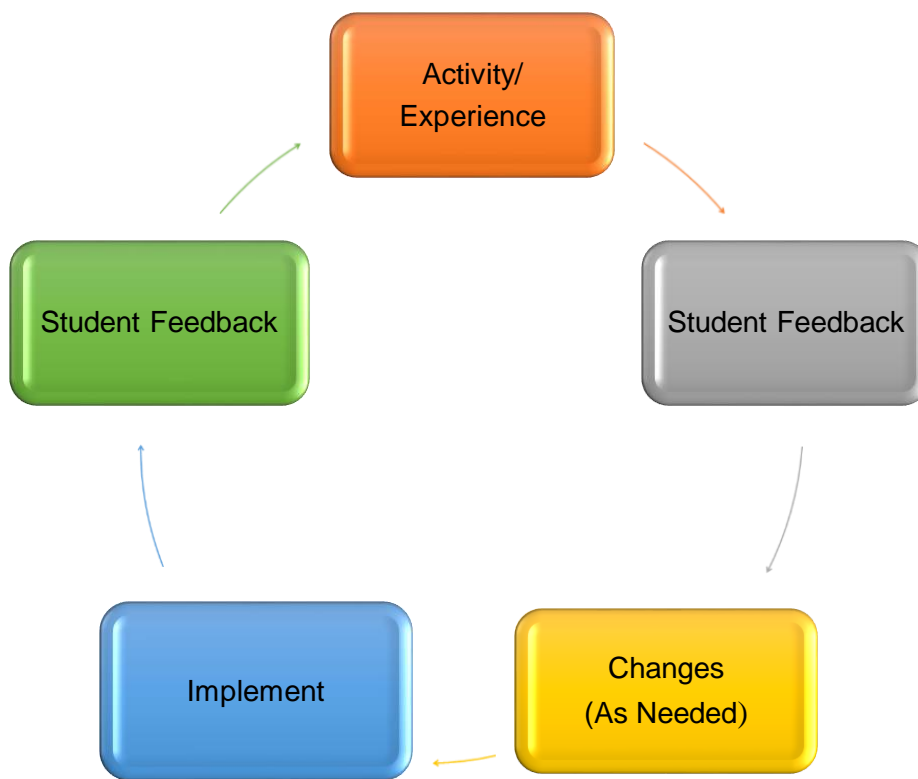 Activity/
Experience
Student Feedback
Student Feedback
Changes
(As Needed)
Implement